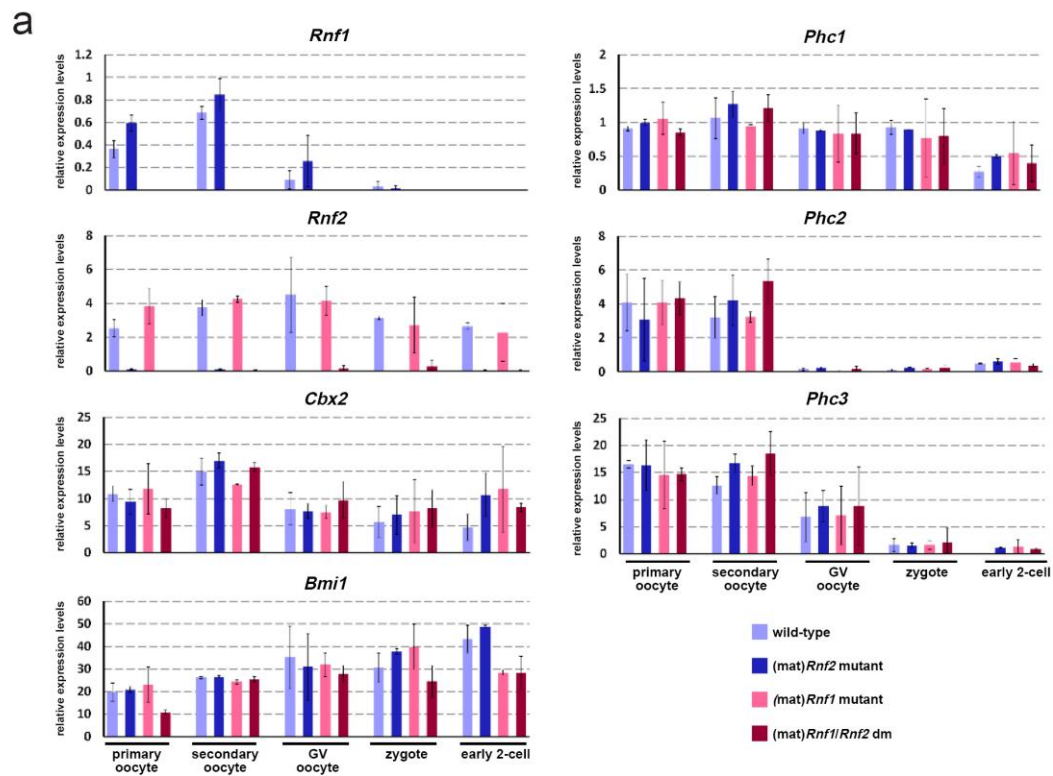 a
Rnf1
relative expression levels
1.2
1
0.8
0.6
0.4
0.2
0
Rnf2
relative expression levels
8
6
4
2
0
Cbx2
relative expression levels
25
20
15
10
5
0
Bmi1
relative expression levels
60
50
40
30
20
10
0
primary oocyte
secondary oocyte
GV oocyte
zygote
early 2-cell
Phc1
relative expression levels
2
1.5
1
0.5
0
Phc2
relative expression levels
8
6
4
2
0
Phc3
relative expression levels
25
20
15
10
5
0
primary oocyte
secondary oocyte
GV oocyte
zygote
early 2-cell
wild-type
(mat)Rnf2 mutant
(mat)Rnf1 mutant
(mat)Rnf1/Rnf2 dm